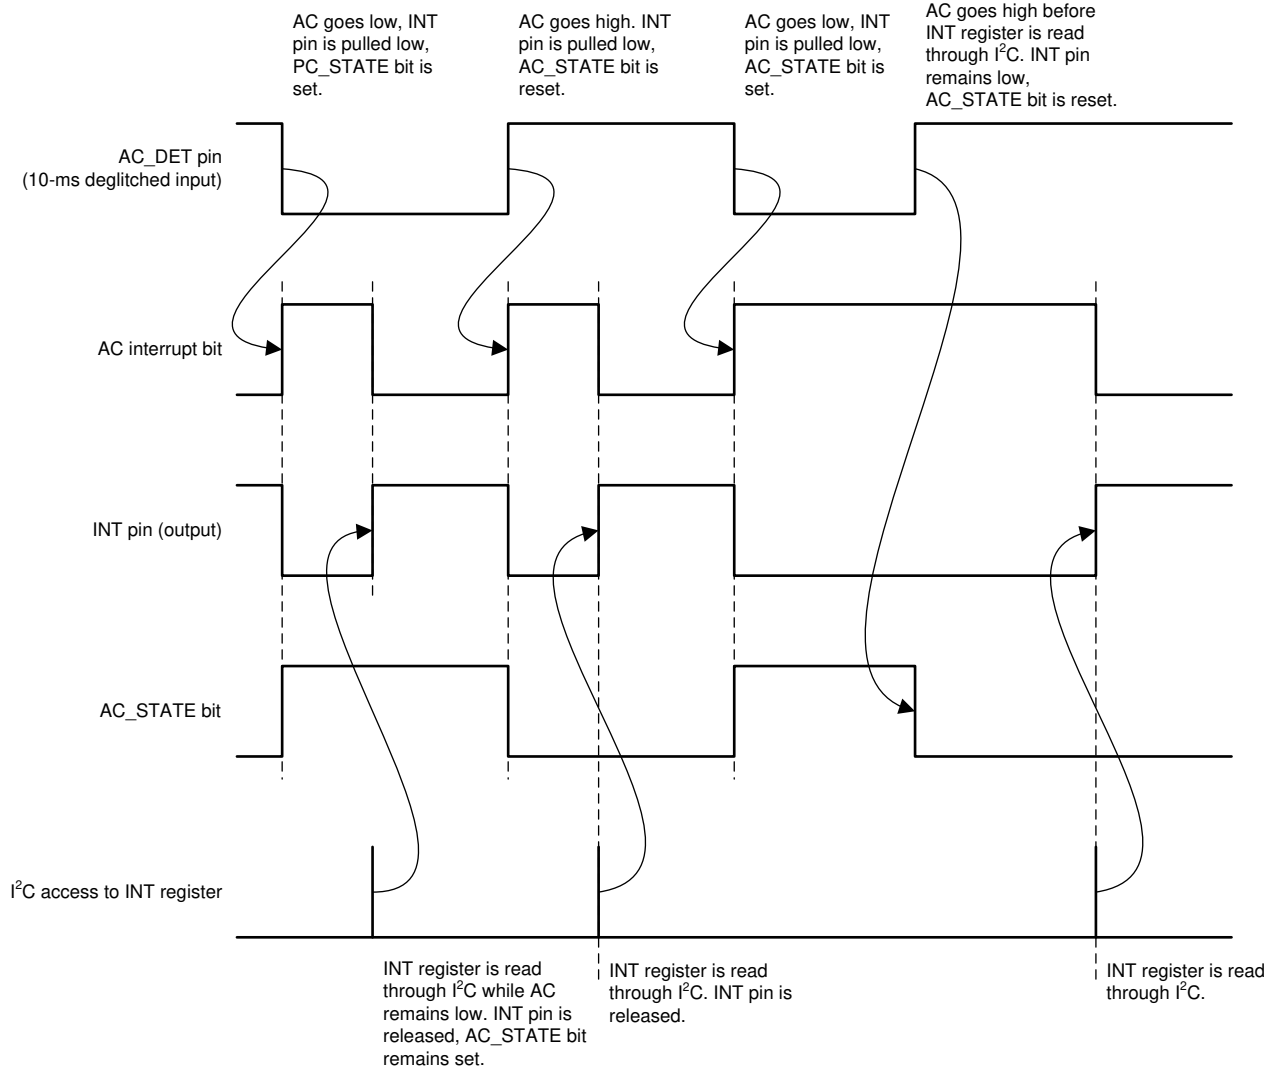 AC goes low, INT
pin is pulled low,
PC_STATE bit is
set.
AC goes high. INT
pin is pulled low,
AC_STATE bit is
reset.
AC goes low, INT
pin is pulled low,
AC_STATE bit is
set.
AC goes high before
INT register is read
through I²C. INT pin
remains low,
AC_STATE bit is reset.
AC_DET pin
(10-ms deglitched input)
AC interrupt bit
INT pin (output)
AC_STATE bit
I²C access to INT register
INT register is read
through I²C while AC
remains low. INT pin is
released, AC_STATE bit
remains set.
INT register is read
through I²C. INT pin is
released.
INT register is read
through I²C.